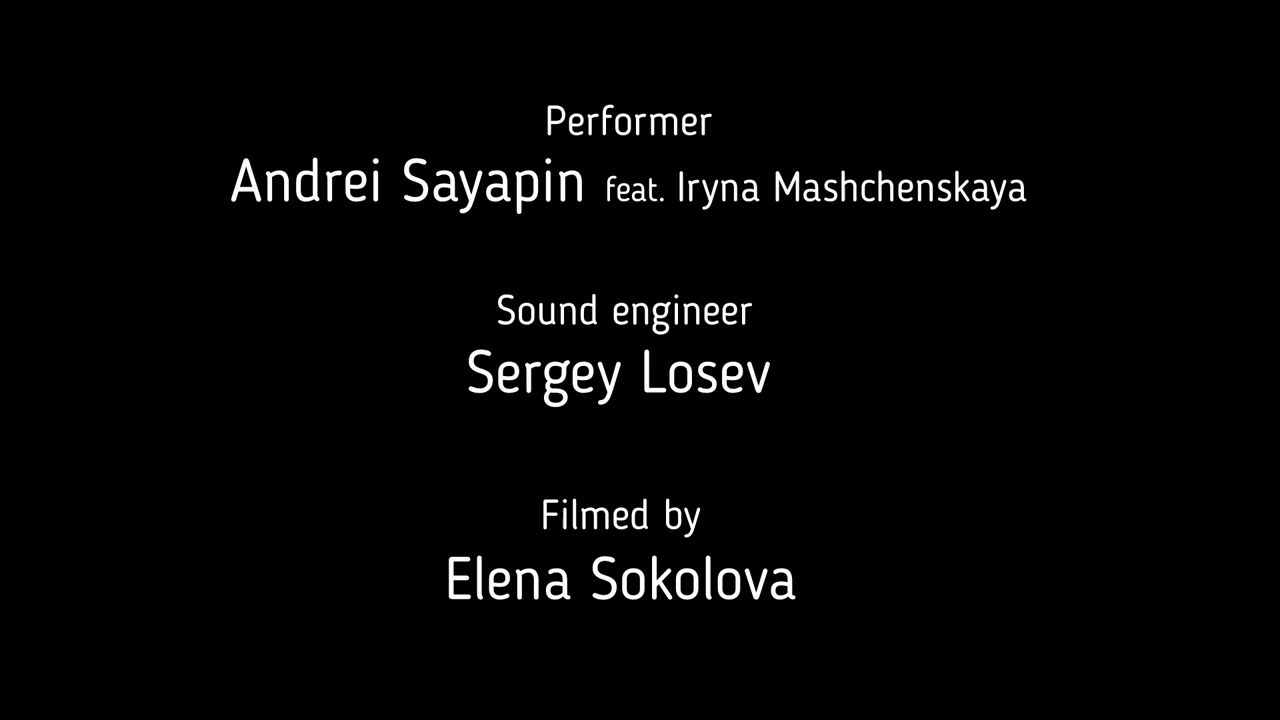 Performer
Andrei Sayapin feat. Iryna Mashchenskaya
Sound engineer
Sergey Losev
Filmed by
Elena Sokolova